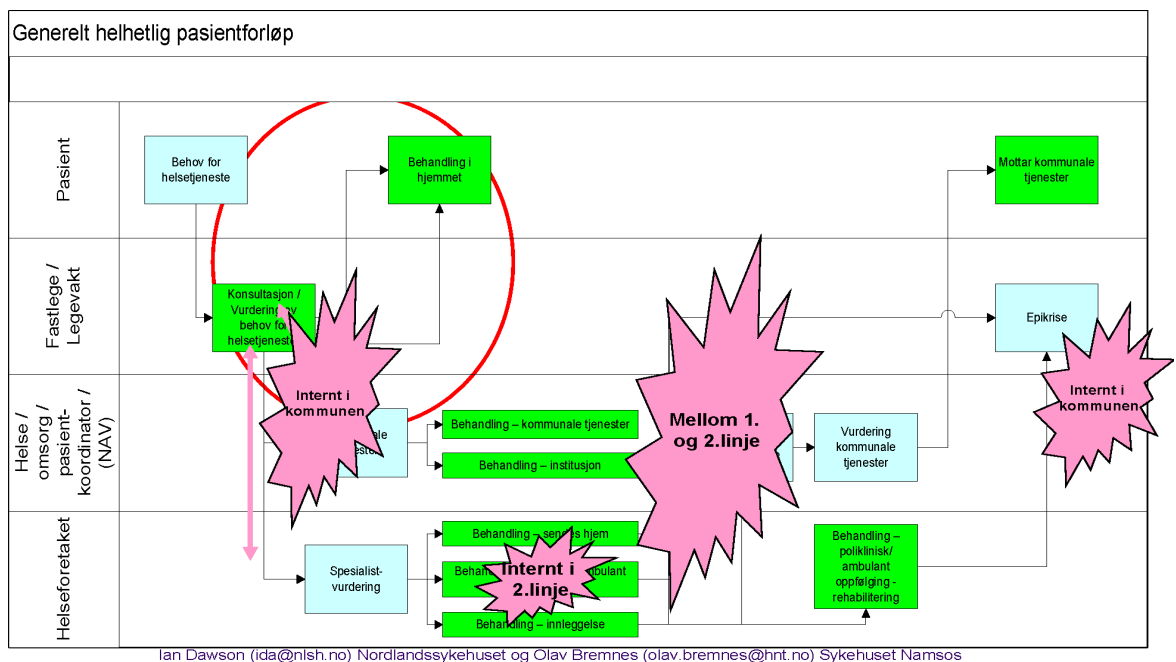 Generelt helhetlig pasientforløp
Pasient
Behov for
helsetjeneste
Behandling i
hjemmet
Mottar kommunale
tjenester
Fastlege /
Legevakt
Konsultasjon /
Vurdering
behov for
helsetjeneste
Epikrise
Helse /
omsorg /
pasient-
koordinator /
(NAV)
Internt i
kommunen
Behandling – kommunale tjenester
Behandling – institusjon
Mellom 1.
og 2.linje
Vurdering
kommunale
tjenester
Internt i
kommunen
Helseforetaket
Spesialist-
vurdering
Behandling – sendes hjem
Internt i
2.linje
Behandling – innleggelse
Behandling –
poliklinisk/
ambulant
oppfølging -
rehabilitering
Ian Dawson (ida@nlsh.no) Nordlandssykehuset og Olav Bremnes (olav.bremnes@hnt.no) Sykehuset Namsos